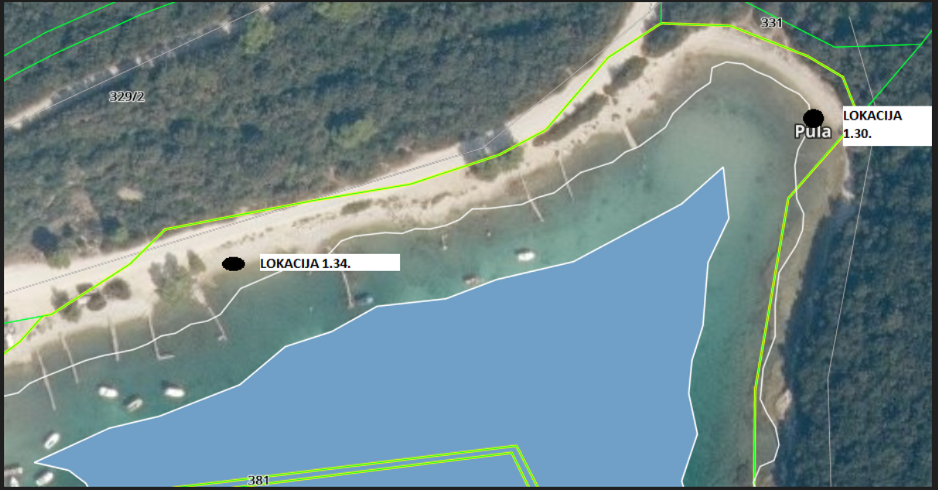 331
329/2
LOKACIJA
1.30.
Pula
LOKACIJA 1.34.
381